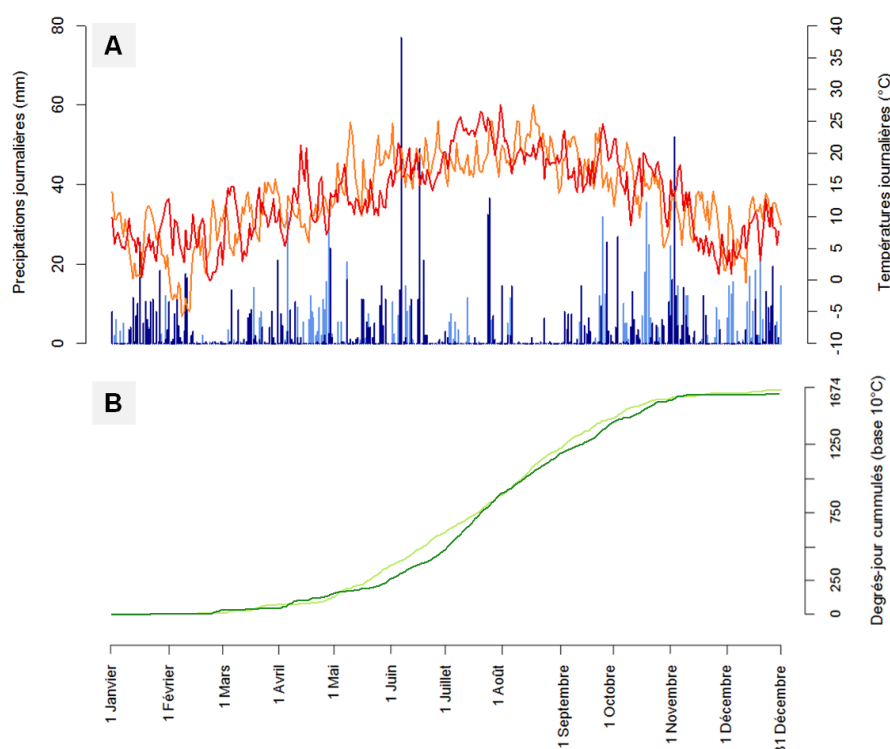 A
Precipitations journalières (mm)
80
60
40
20
0
40
35
30
25
20
15
10
5
0
-5
-10
Températures journalières (°C)
B
1674
1250
750
250
0
Degrés-jour cummulés (base 10°C)
1 Janvier
1 Février
1 Mars
1 Avril
1 Mai
1 Juin
1 Juillet
1 Août
1 Septembre
1 Octobre
1 Novembre
1 Décembre
31 Décembre